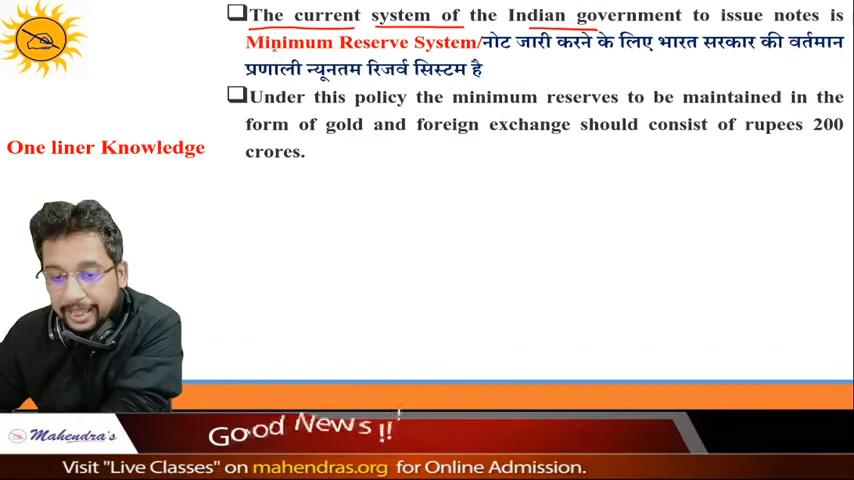 The current system of the Indian government to issue notes is
Minimum Reserve System/नोट जारी करने के लिए भारत सरकार की वर्तमान
प्रणाली न्यूनतम रिजर्व सिस्टम है
Under this policy the minimum reserves to be maintained in the
form of gold and foreign exchange should consist of rupees 200
crores.
One liner Knowledge
Mahendra's
Good News !!
Visit "Live Classes" on mahendras.org for Online Admission.